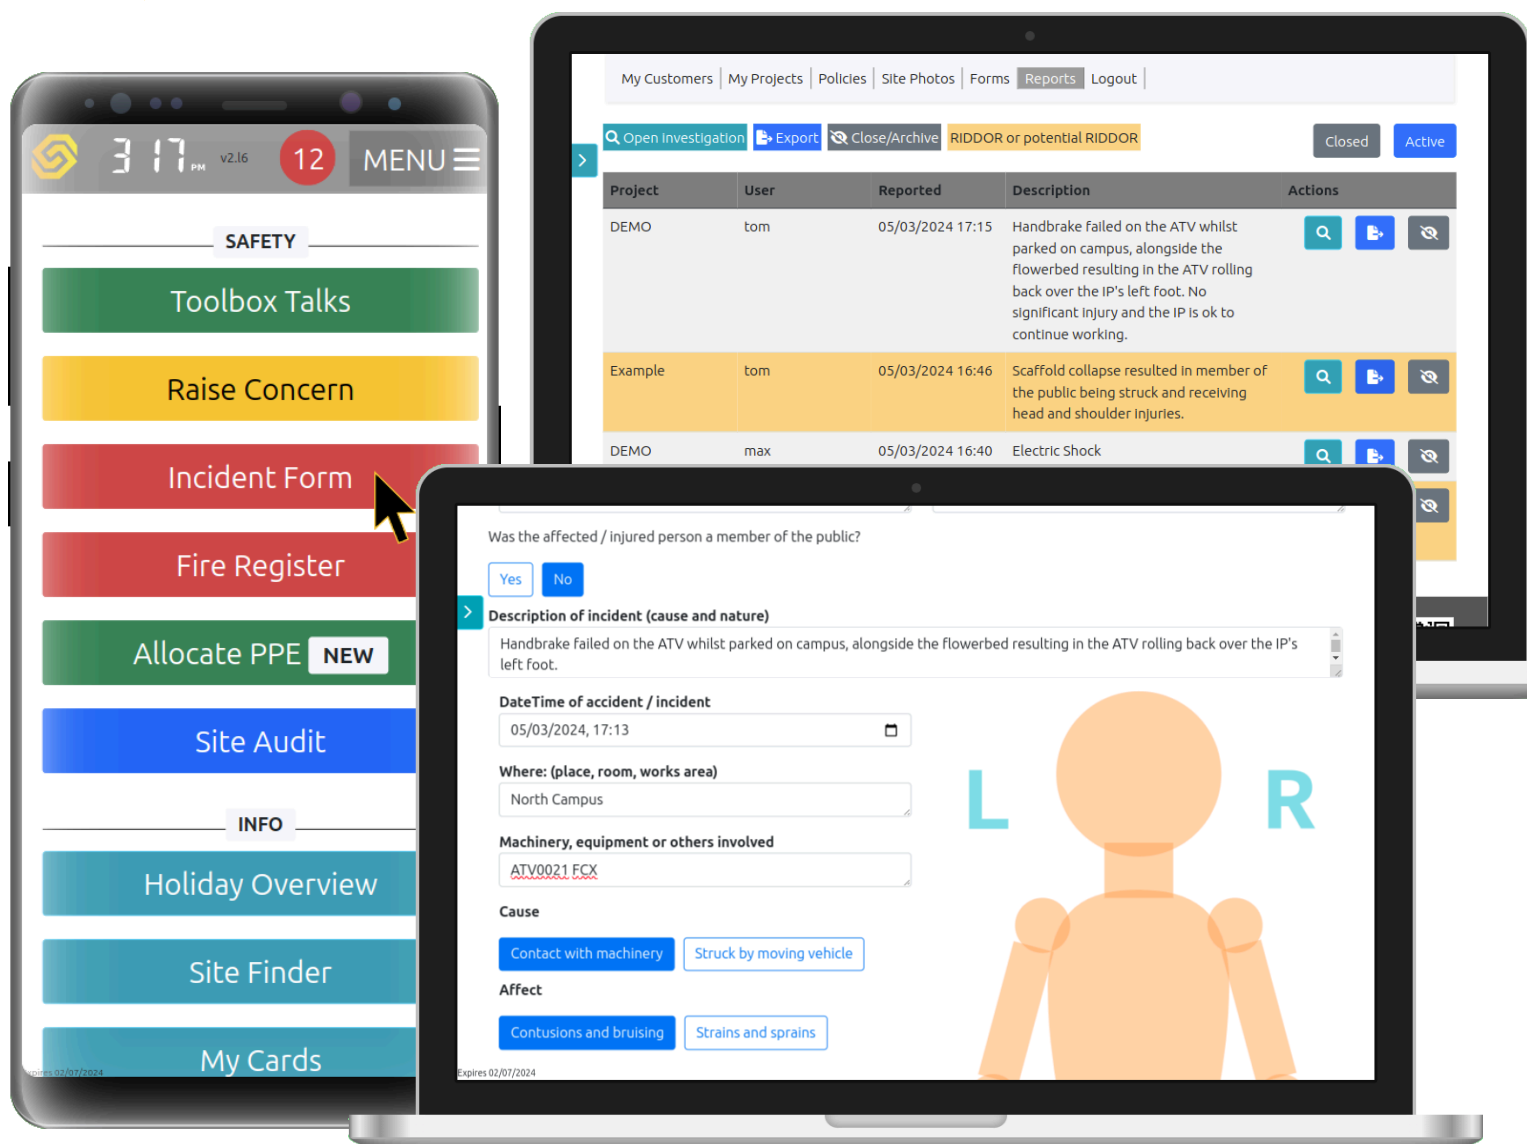 3 17 PM v2.l6 12 MENU
SAFETY
Toolbox Talks
Raise Concern
Incident Form
Fire Register
Allocate PPE NEW
Site Audit
INFO
Holiday Overview
Site Finder
My Cards
xpires 02/07/2024
My Customers My Projects Policies Site Photos Forms Reports Logout
Open Investigation Export Close/Archive RIDDOR or potential RIDDOR Closed Active
Project User Reported Description Actions
DEMO tom 05/03/2024 17:15 Handbrake failed on the ATV whilst
parked on campus, alongside the
flowerbed resulting in the ATV rolling
back over the IP's left foot. No
significant injury and the IP is ok to
continue working.
Example tom 05/03/2024 16:46 Scaffold collapse resulted in member of
the public being struck and receiving
head and shoulder injuries.
DEMO max 05/03/2024 16:40 Electric Shock
Was the affected / injured person a member of the public?
Yes No
Description of incident (cause and nature)
Handbrake failed on the ATV whilst parked on campus, alongside the flowerbed resulting in the ATV rolling back over the IP's
left foot.
DateTime of accident / incident
05/03/2024, 17:13
Where: (place, room, works area)
North Campus
L R
Machinery, equipment or others involved
ATV0021 FCX
Cause
Contact with machinery Struck by moving vehicle
Affect
Contusions and bruising Strains and sprains
Expires 02/07/2024